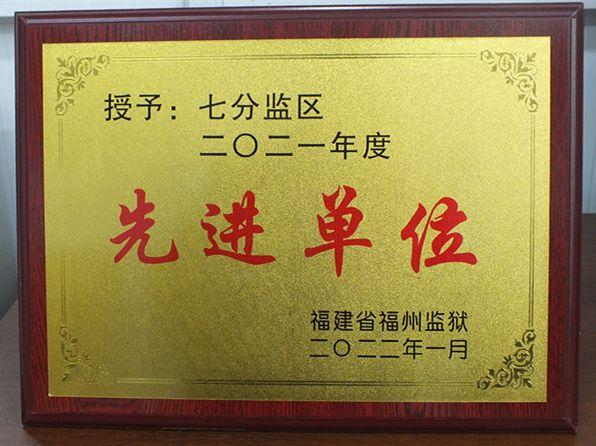 授予：七分监区
二〇二一年度
先进单位
福建省福州监狱
二〇二二年一月